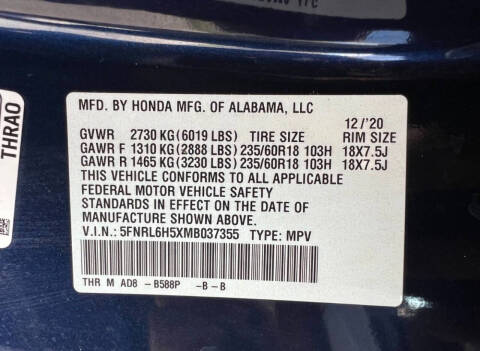 THRAO
MFD. BY HONDA MFG. OF ALABAMA, LLC
12/'20
GVWR 2730 KG(6019 LBS) TIRE SIZE RIM SIZE
GAWR F 1310 KG(2888 LBS) 235/60R18 103H 18X7.5J
GAWR R 1465 KG(3230 LBS) 235/60R18 103H 18X7.5J
THIS VEHICLE CONFORMS TO ALL APPLICABLE
FEDERAL MOTOR VEHICLE SAFETY
STANDARDS IN EFFECT ON THE DATE OF
MANUFACTURE SHOWN ABOVE.
V.I.N.: 5FNRL6H5XMB037355 TYPE: MPV
THR M AD8 -B588P -B-B